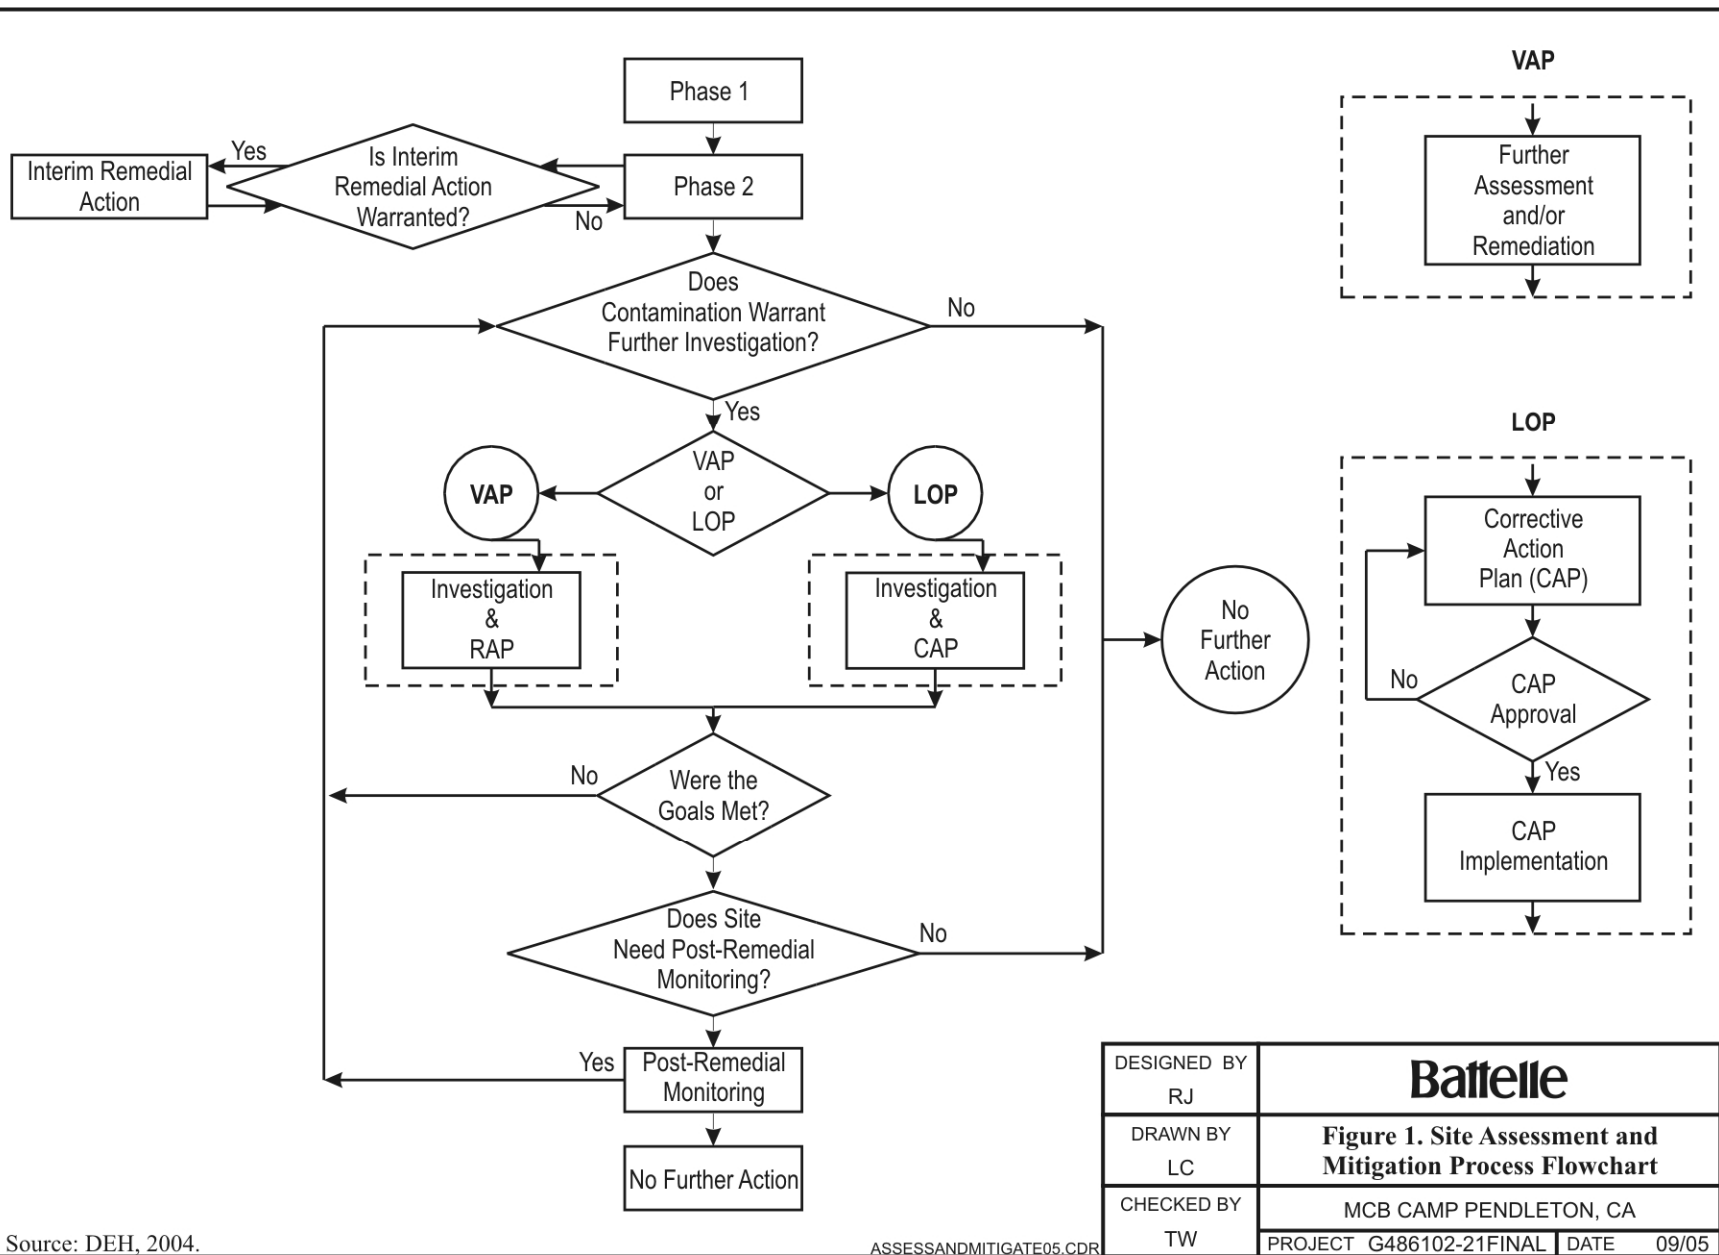 Phase 1
Yes
Interim Remedial
Action
Is Interim
Remedial Action
Warranted?
No
Phase 2
Does
Contamination Warrant
Further Investigation?
No
Yes
VAP
or
LOP
VAP
LOP
Investigation
&
RAP
Investigation
&
CAP
No
Further
Action
No
Were the
Goals Met?
Does Site
Need Post-Remedial
Monitoring?
No
Yes
Post-Remedial
Monitoring
No Further Action
VAP
Further
Assessment
and/or
Remediation
LOP
Corrective
Action
Plan (CAP)
No
CAP
Approval
Yes
CAP
Implementation
DESIGNED BY
RJ
DRAWN BY
LC
CHECKED BY
TW
Battelle
Figure 1. Site Assessment and
Mitigation Process Flowchart
MCB CAMP PENDLETON, CA
PROJECT G486102-21FINAL DATE 09/05
Source: DEH, 2004.
ASSESSANDMITIGATE05.CDR